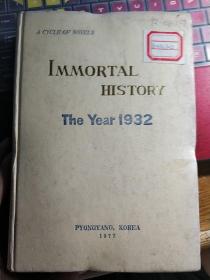 A CYCLE OF NOVELS
IMMORTAL
HISTORY
The Year 1932
PYONGYANG, KOREA
1977